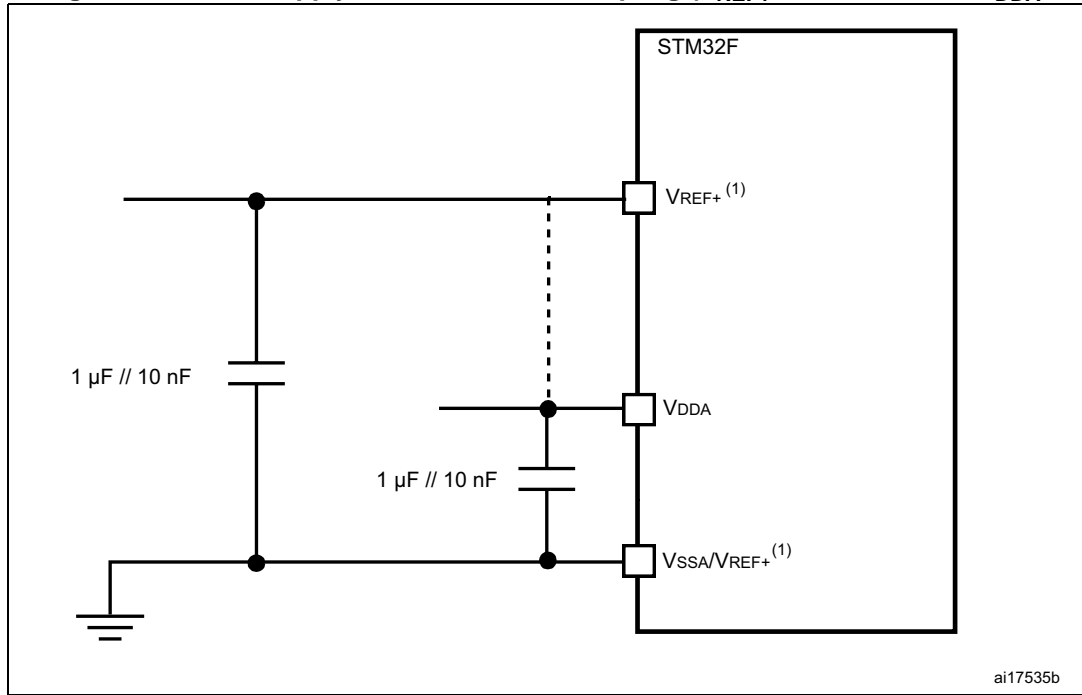 STM32F
VREF+ (1)
1 µF // 10 nF
VDDA
1 µF // 10 nF
VSSA/VREF+ (1)
ai17535b